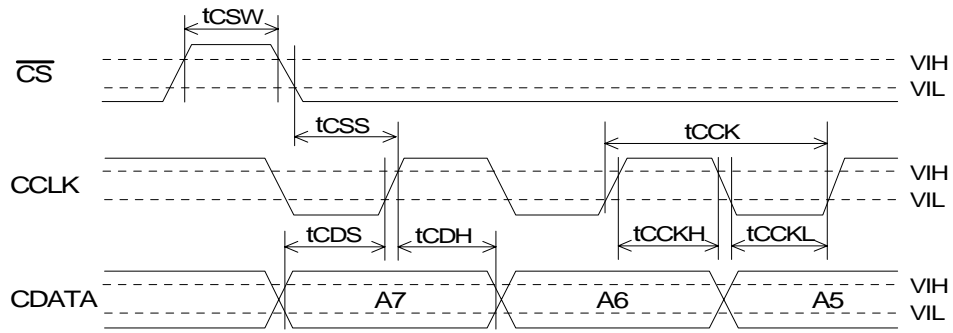 tCSW
CS VIH
VIL
tCSS tCCK
CCLK VIH
VIL
tCDS tCDH tCCKH tCCKL
CDATA A7 A6 A5 VIH
VIL